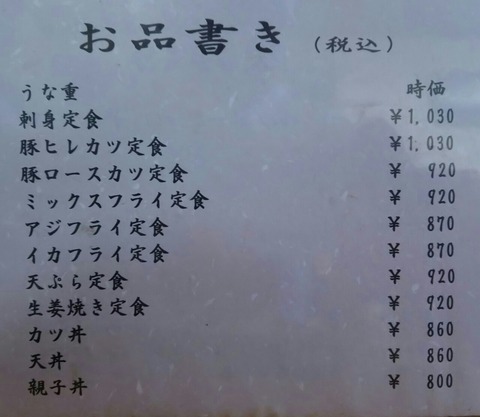 お品書き (税込)
うな重 時価
刺身定食 ¥1,030
豚ヒレカツ定食 ¥1,030
豚ロースカツ定食 ¥ 920
ミックスフライ定食 ¥ 920
アジフライ定食 ¥ 870
イカフライ定食 ¥ 870
天ぷら定食 ¥ 920
生姜焼き定食 ¥ 920
カツ丼 ¥ 860
天丼 ¥ 860
親子丼 ¥ 800